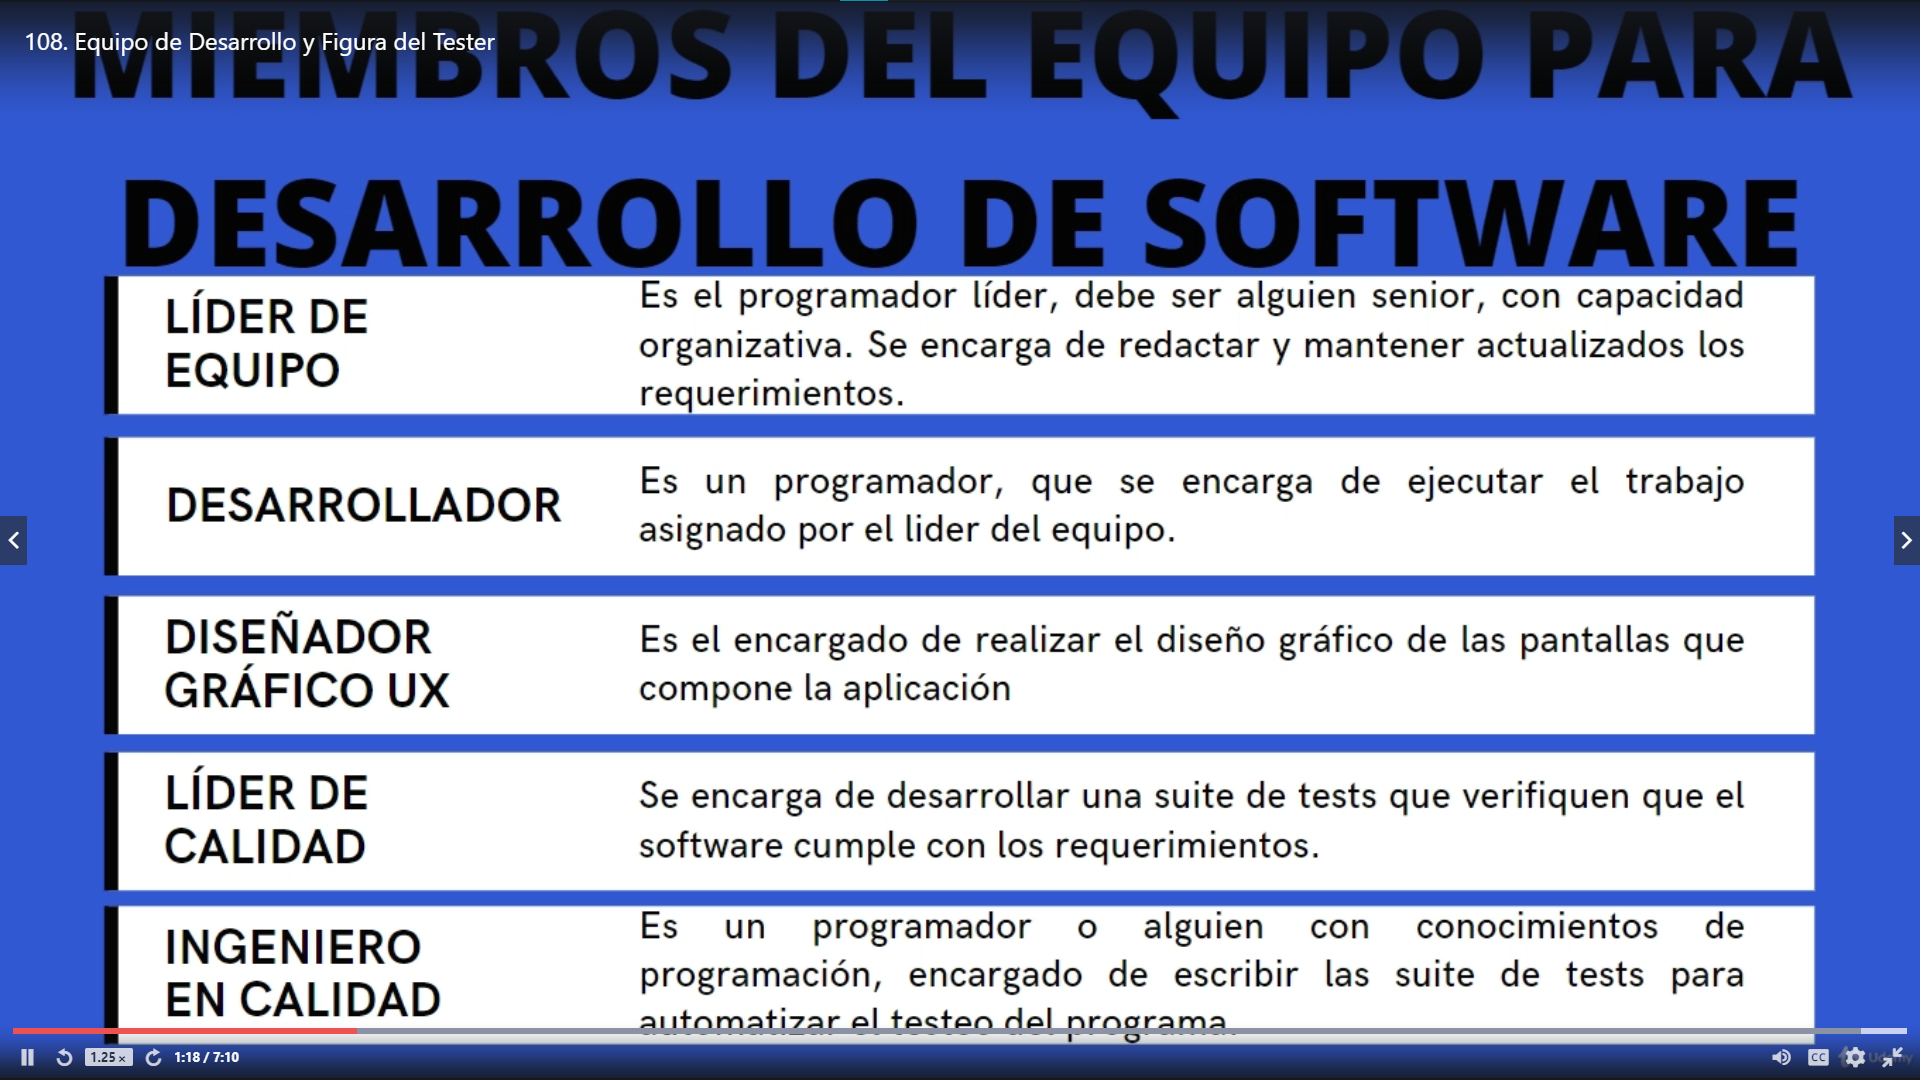 108. Equipo de Desarrollo y Figura del Tester
MIEMBROS DEL EQUIPO PARA
DESARROLLO DE SOFTWARE
LÍDER DE
EQUIPO
Es el programador líder, debe ser alguien senior, con capacidad
organizativa. Se encarga de redactar y mantener actualizados los
requerimientos.
DESARROLLADOR
Es un programador, que se encarga de ejecutar el trabajo
asignado por el lider del equipo.
DISEÑADOR
GRÁFICO UX
Es el encargado de realizar el diseño gráfico de las pantallas que
compone la aplicación
LÍDER DE
CALIDAD
Se encarga de desarrollar una suite de tests que verifiquen que el
software cumple con los requerimientos.
INGENIERO
EN CALIDAD
Es un programador o alguien con conocimientos de
programación, encargado de escribir las suite de tests para
automatizar el testeo del programa.
1.25×
1:18 / 7:10
CC
Udemy